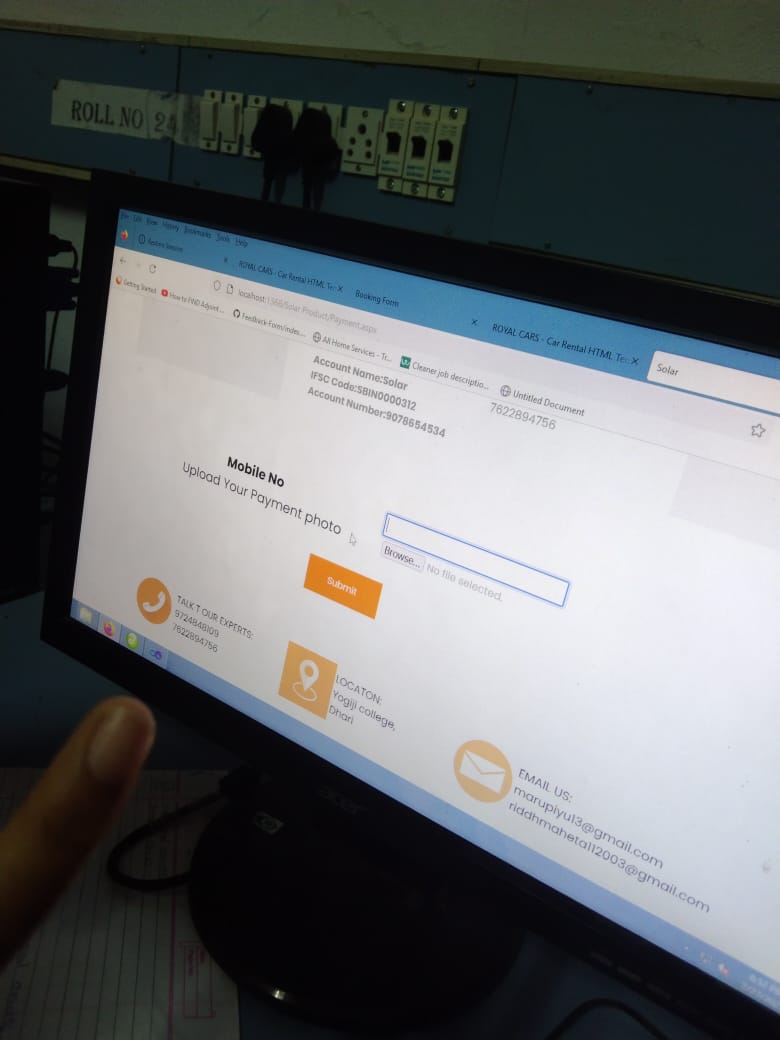 ROLL NO 24
File Edit View History Bookmarks Tools Help
Restore Session
ROYAL CARS - Car Rental HTML Te
Booking Form
ROYAL CARS - Car Rental HTML Te
Solar
localhost:1368/Solar Product/Payment.aspx
Getting Started
How to FIND Adjoint ...
Feedback-Form/index...
All Home Services - Tr...
Cleaner job descriptio...
Untitled Document
Account Name:Solar
IFSC Code:SBIN0000312
Account Number:9078654534
7622894756
Mobile No
Upload Your Payment photo
Browse... No file selected.
Submit
TALK T OUR EXPERTS:
9724848109
7622894756
LOCATON:
Yogiji college,
Dhari
EMAIL US:
marupiyu13@gmail.com
riddhmaheta112003@gmail.com
acer